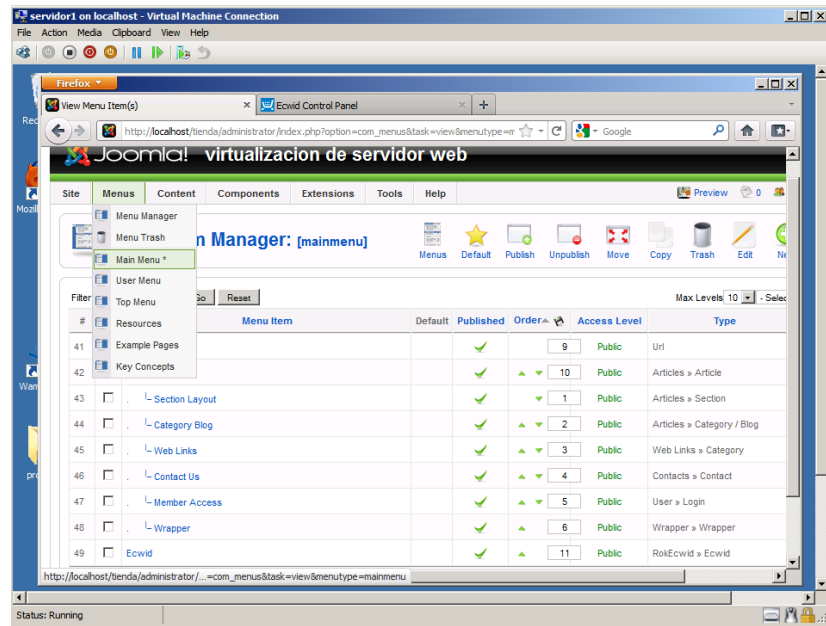 servidor1 on localhost - Virtual Machine Connection
File Action Media Clipboard View Help
Firefox
View Menu Item(s) Ecwid Control Panel
http://localhost/tienda/administrator/index.php?option=com_menus&task=view&menutype=m Google
Joomla! virtualizacion de servidor web
Site Menus Content Components Extensions Tools Help Preview 0
Menu Manager
Menu Trash
Main Menu *
User Menu
Top Menu
Resources
Example Pages
Key Concepts
Manager: [mainmenu]
Menus Default Publish Unpublish Move Copy Trash Edit
Filter Reset Max Levels 10
# Menu Item Default Published Order Access Level Type
41 9 Public Url
42 10 Public Articles » Article
43 . Section Layout 1 Public Articles » Section
44 . Category Blog 2 Public Articles » Category / Blog
45 . Web Links 3 Public Web Links » Category
46 . Contact Us 4 Public Contacts » Contact
47 . Member Access 5 Public User » Login
48 . Wrapper 6 Public Wrapper » Wrapper
49 Ecwid 11 Public RokEcwid » Ecwid
http://localhost/tienda/administrator/...=com_menus&task=view&menutype=mainmenu
Status: Running